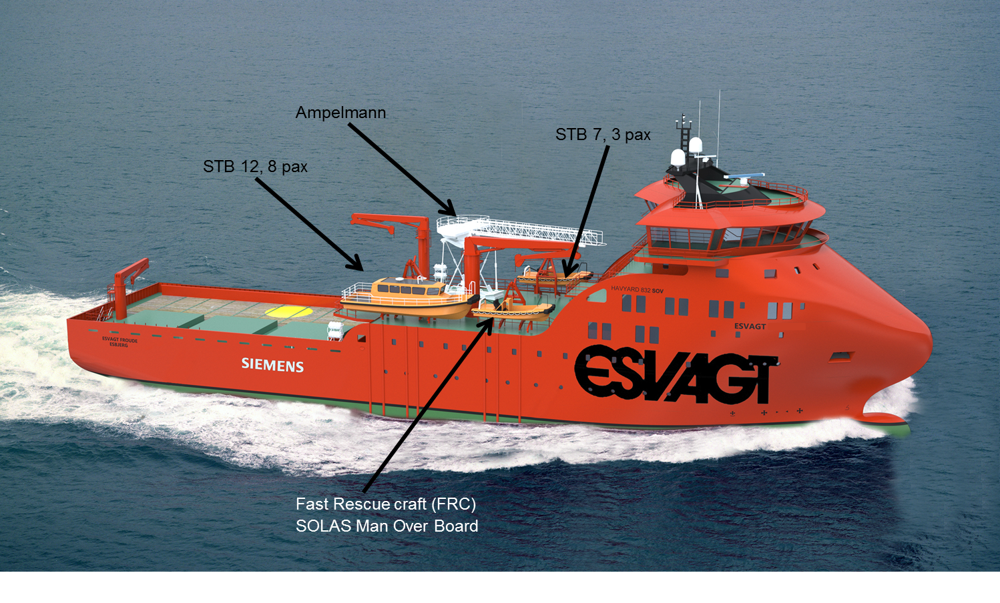 Ampelmann
STB 7, 3 pax
STB 12, 8 pax
HAVYARD 832 SOV
ESVAGT
ESVAGT FROUDE
ESBJERG
SIEMENS
ESVAGT
Fast Rescue craft (FRC)
SOLAS Man Over Board